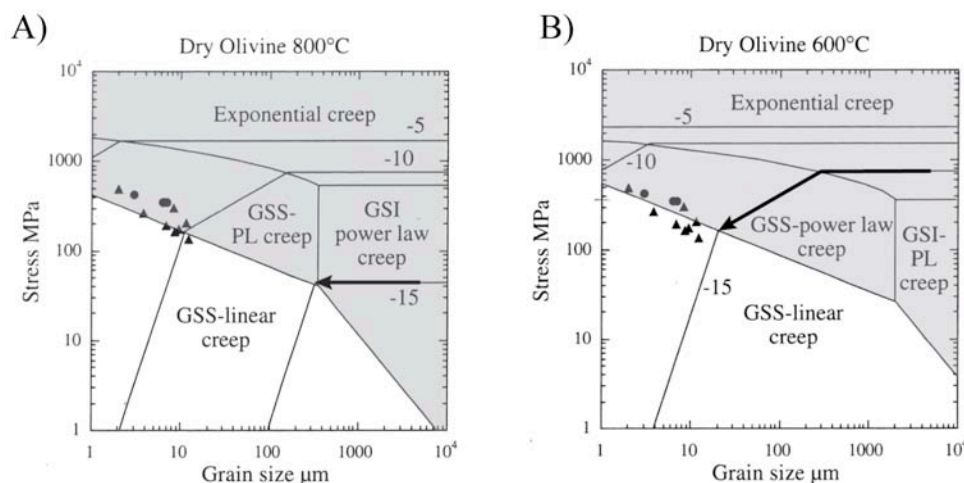 A)
Dry Olivine 800°C
10⁴
1000
100
10
1
Stress MPa
Exponential creep
-5
-10
GSS-
PL creep
GSI
power law
creep
-15
GSS-linear
creep
1
10
100
1000
10⁴
Grain size μm
B)
Dry Olivine 600°C
10⁴
1000
100
10
1
Stress MPa
Exponential creep
-5
-10
GSS-power law
creep
GSI-
PL
creep
-15
GSS-linear
creep
1
10
100
1000
10⁴
Grain size μm